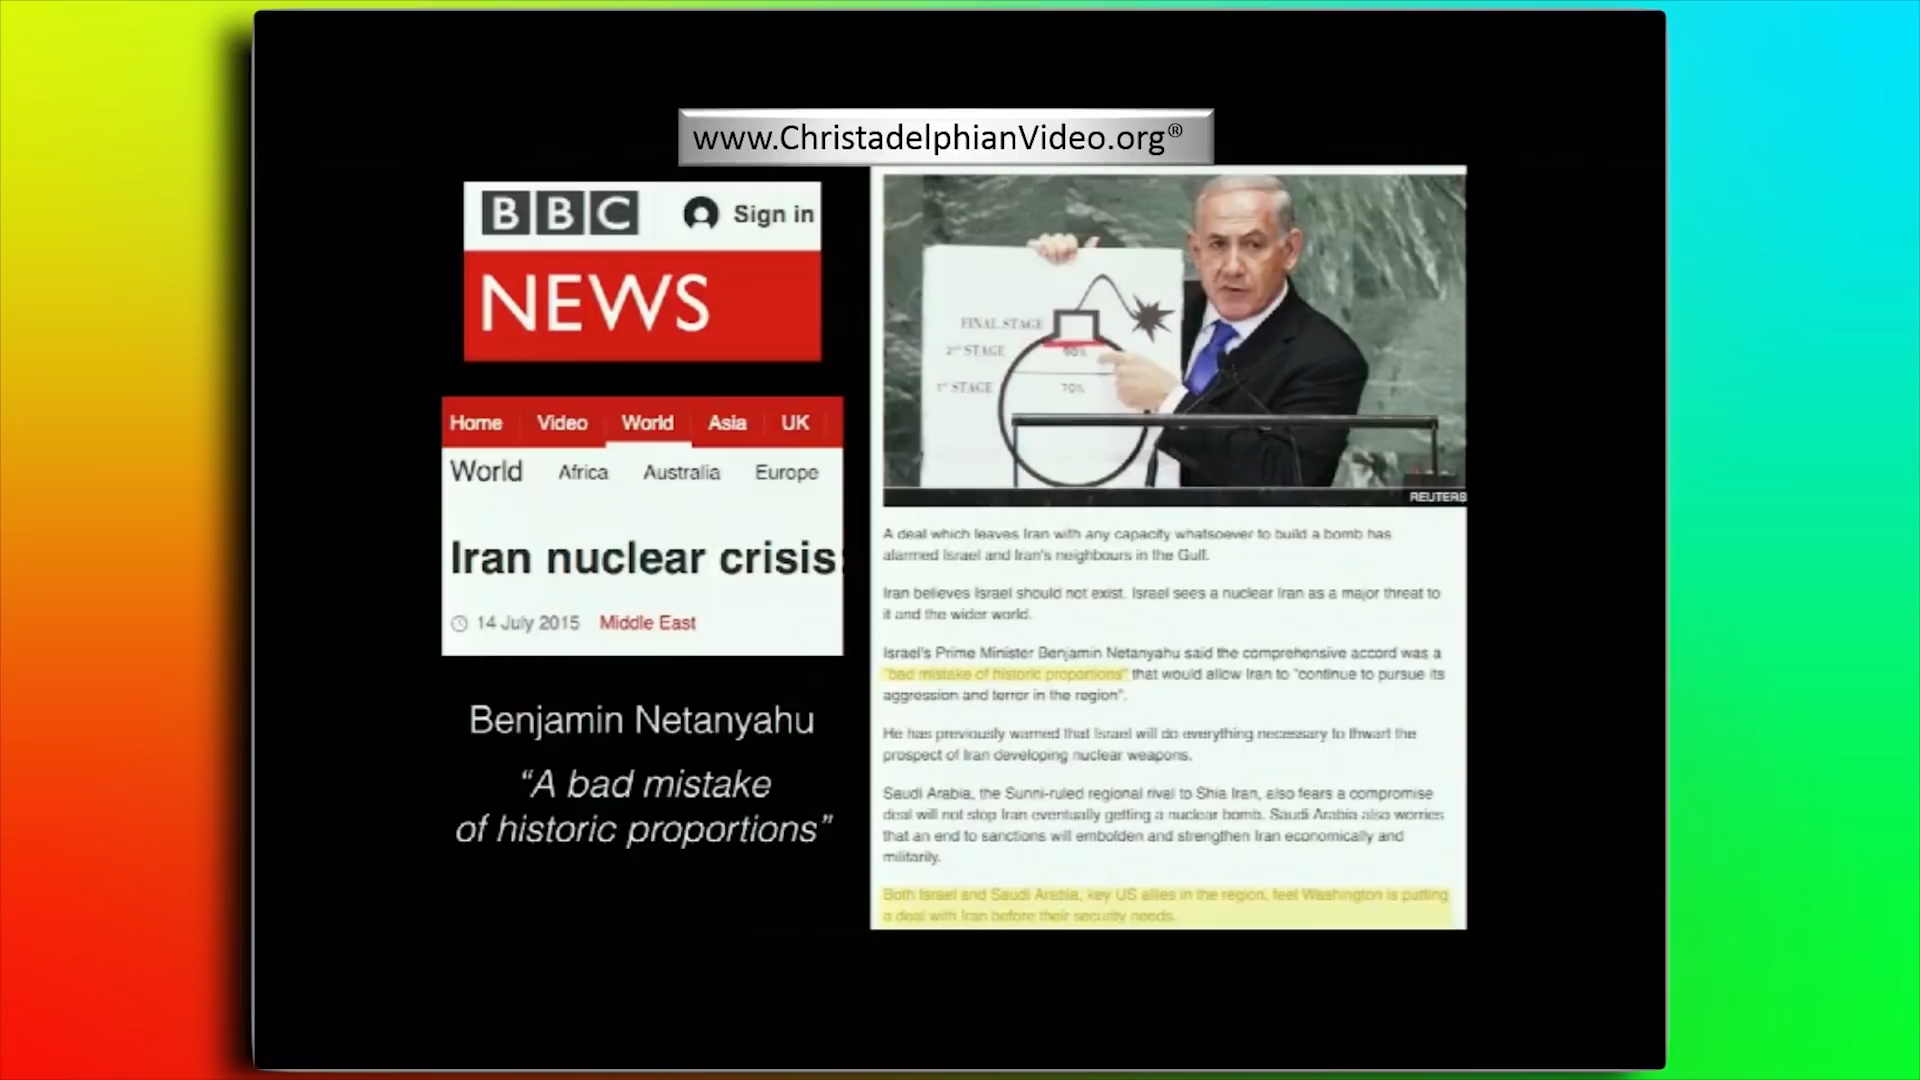 www.ChristadelphianVideo.org®
BBC
Sign in
NEWS
Home Video World Asia UK
World Africa Australia Europe
Iran nuclear crisis:
14 July 2015 Middle East
Benjamin Netanyahu
“A bad mistake
of historic proportions”
FINAL STAGE
2ND STAGE 90%
1ST STAGE 70%
REUTERS
A deal which leaves Iran with any capacity whatsoever to build a bomb has
alarmed Israel and Iran's neighbours in the Gulf.
Iran believes Israel should not exist. Israel sees a nuclear Iran as a major threat to
it and the wider world.
Israel's Prime Minister Benjamin Netanyahu said the comprehensive accord was a
"bad mistake of historic proportions" that would allow Iran to "continue to pursue its
aggression and terror in the region".
He has previously warned that Israel will do everything necessary to thwart the
prospect of Iran developing nuclear weapons.
Saudi Arabia, the Sunni-ruled regional rival to Shia Iran, also fears a compromise
deal will not stop Iran eventually getting a nuclear bomb. Saudi Arabia also worries
that an end to sanctions will embolden and strengthen Iran economically and
militarily.
Both Israel and Saudi Arabia, key US allies in the region, feel Washington is putting
a deal with Iran before their security needs.